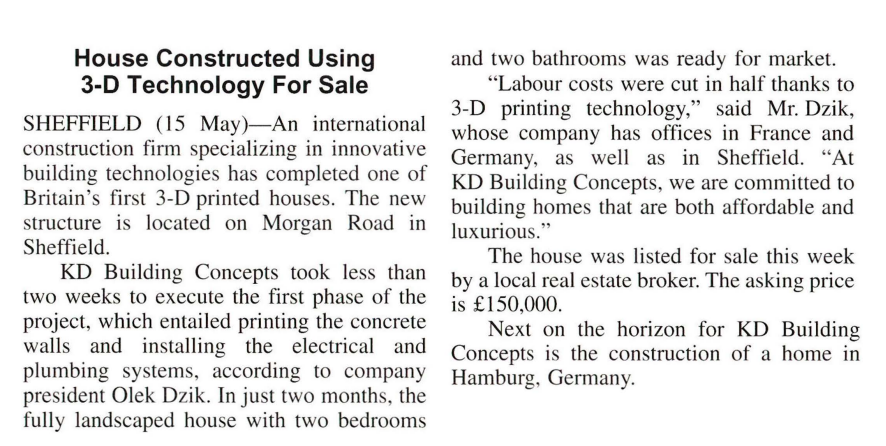 House Constructed Using
3-D Technology For Sale
SHEFFIELD (15 May)—An international
construction firm specializing in innovative
building technologies has completed one of
Britain's first 3-D printed houses. The new
structure is located on Morgan Road in
Sheffield.
KD Building Concepts took less than
two weeks to execute the first phase of the
project, which entailed printing the concrete
walls and installing the electrical and
plumbing systems, according to company
president Olek Dzik. In just two months, the
fully landscaped house with two bedrooms
and two bathrooms was ready for market.
“Labour costs were cut in half thanks to
3-D printing technology,” said Mr. Dzik,
whose company has offices in France and
Germany, as well as in Sheffield. “At
KD Building Concepts, we are committed to
building homes that are both affordable and
luxurious.”
The house was listed for sale this week
by a local real estate broker. The asking price
is £150,000.
Next on the horizon for KD Building
Concepts is the construction of a home in
Hamburg, Germany.